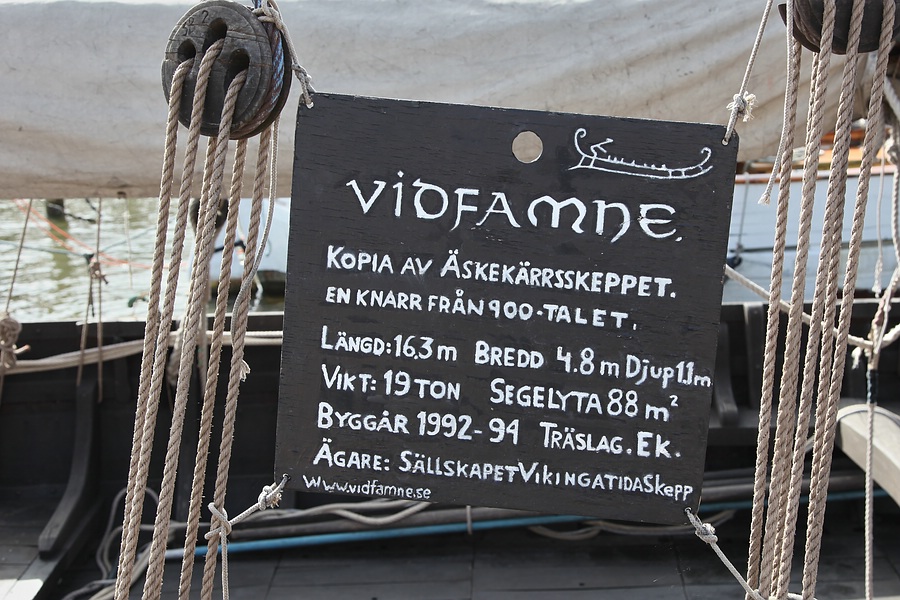 VIDFAMNE.
KOPIA AV ÄSKEKÄRRSSKEPPET.
EN KNARR FRÅN 900-TALET.
LÄNGD: 16.3 m BREDD 4.8 m Djup 1.1 m
VIKT: 19 TON SEGELYTA 88 m²
BYGGÅR 1992-94 TRÄSLAG. EK.
ÄGARE: SÄLLSKAPET VIKINGATIDA SKEPP
WWW.vidfamne.se